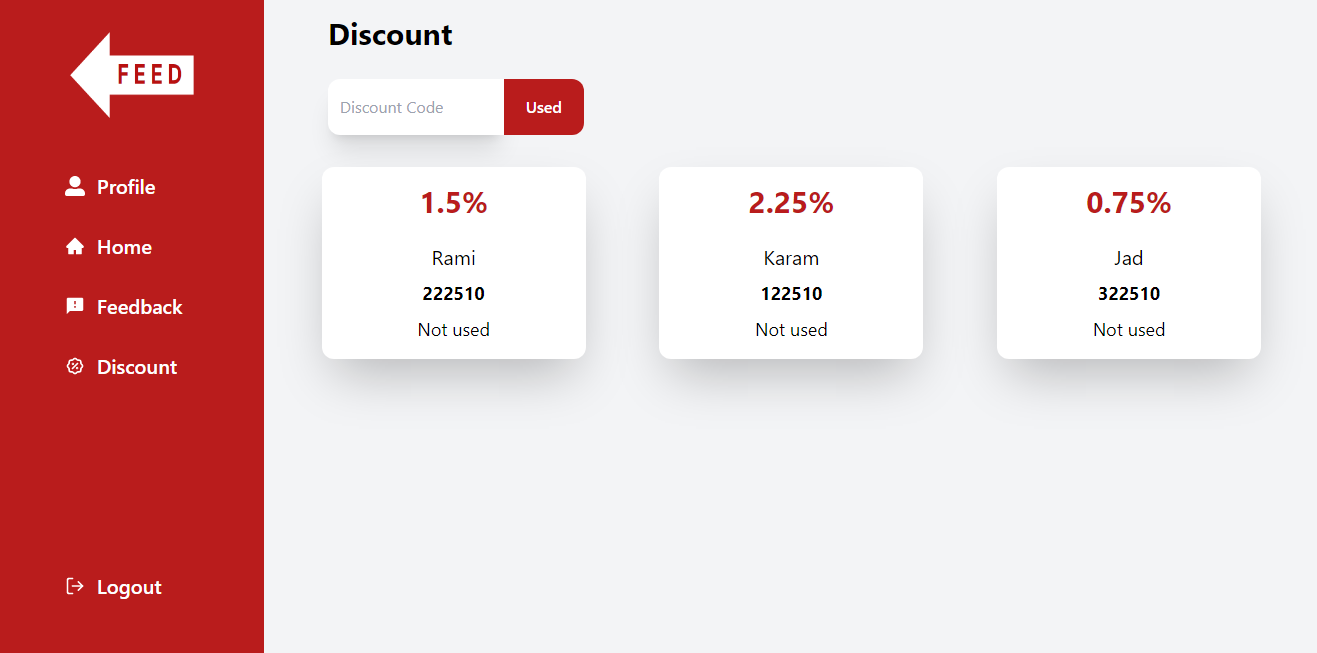 FEED
Profile
Home
Feedback
Discount
Logout
Discount
Discount Code
Used
1.5%
Rami
222510
Not used
2.25%
Karam
122510
Not used
0.75%
Jad
322510
Not used